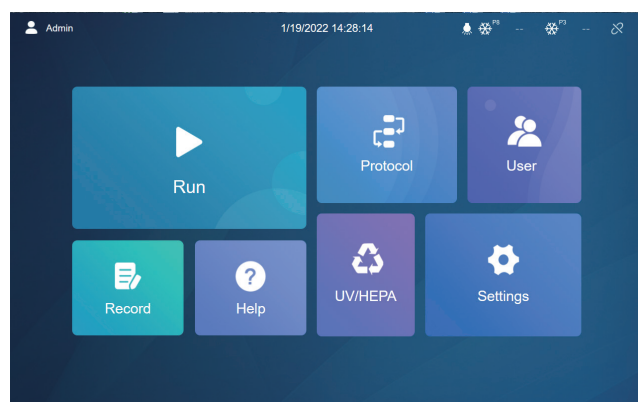 Admin
1/19/2022 14:28:14
P8
--
P3
--
Run
Protocol
User
Record
Help
UV/HEPA
Settings